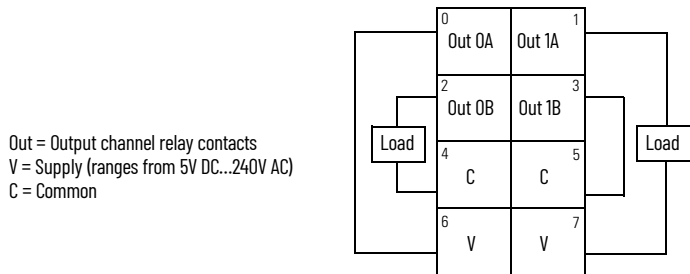 Out = Output channel relay contacts
V = Supply (ranges from 5V DC...240V AC)
C = Common
0
Out 0A
1
Out 1A
2
Out 0B
3
Out 1B
Load
Load
4
C
5
C
6
V
7
V